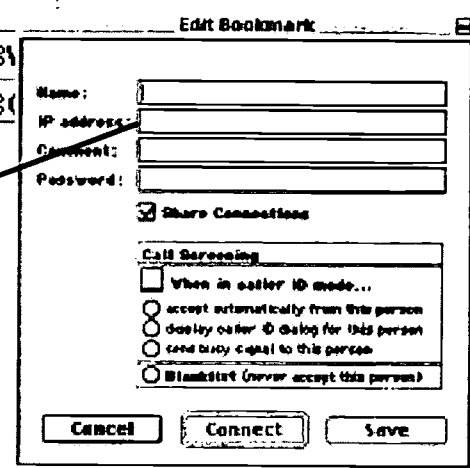 Edit Bookmark
Name:
IP address:
Comment:
Password:
Share Connections
Call Screening
When in caller ID mode...
accept automatically from this person
display caller ID dialog for this person
send busy signal to this person
Blacklist (never accept this person)
Cancel
Connect
Save